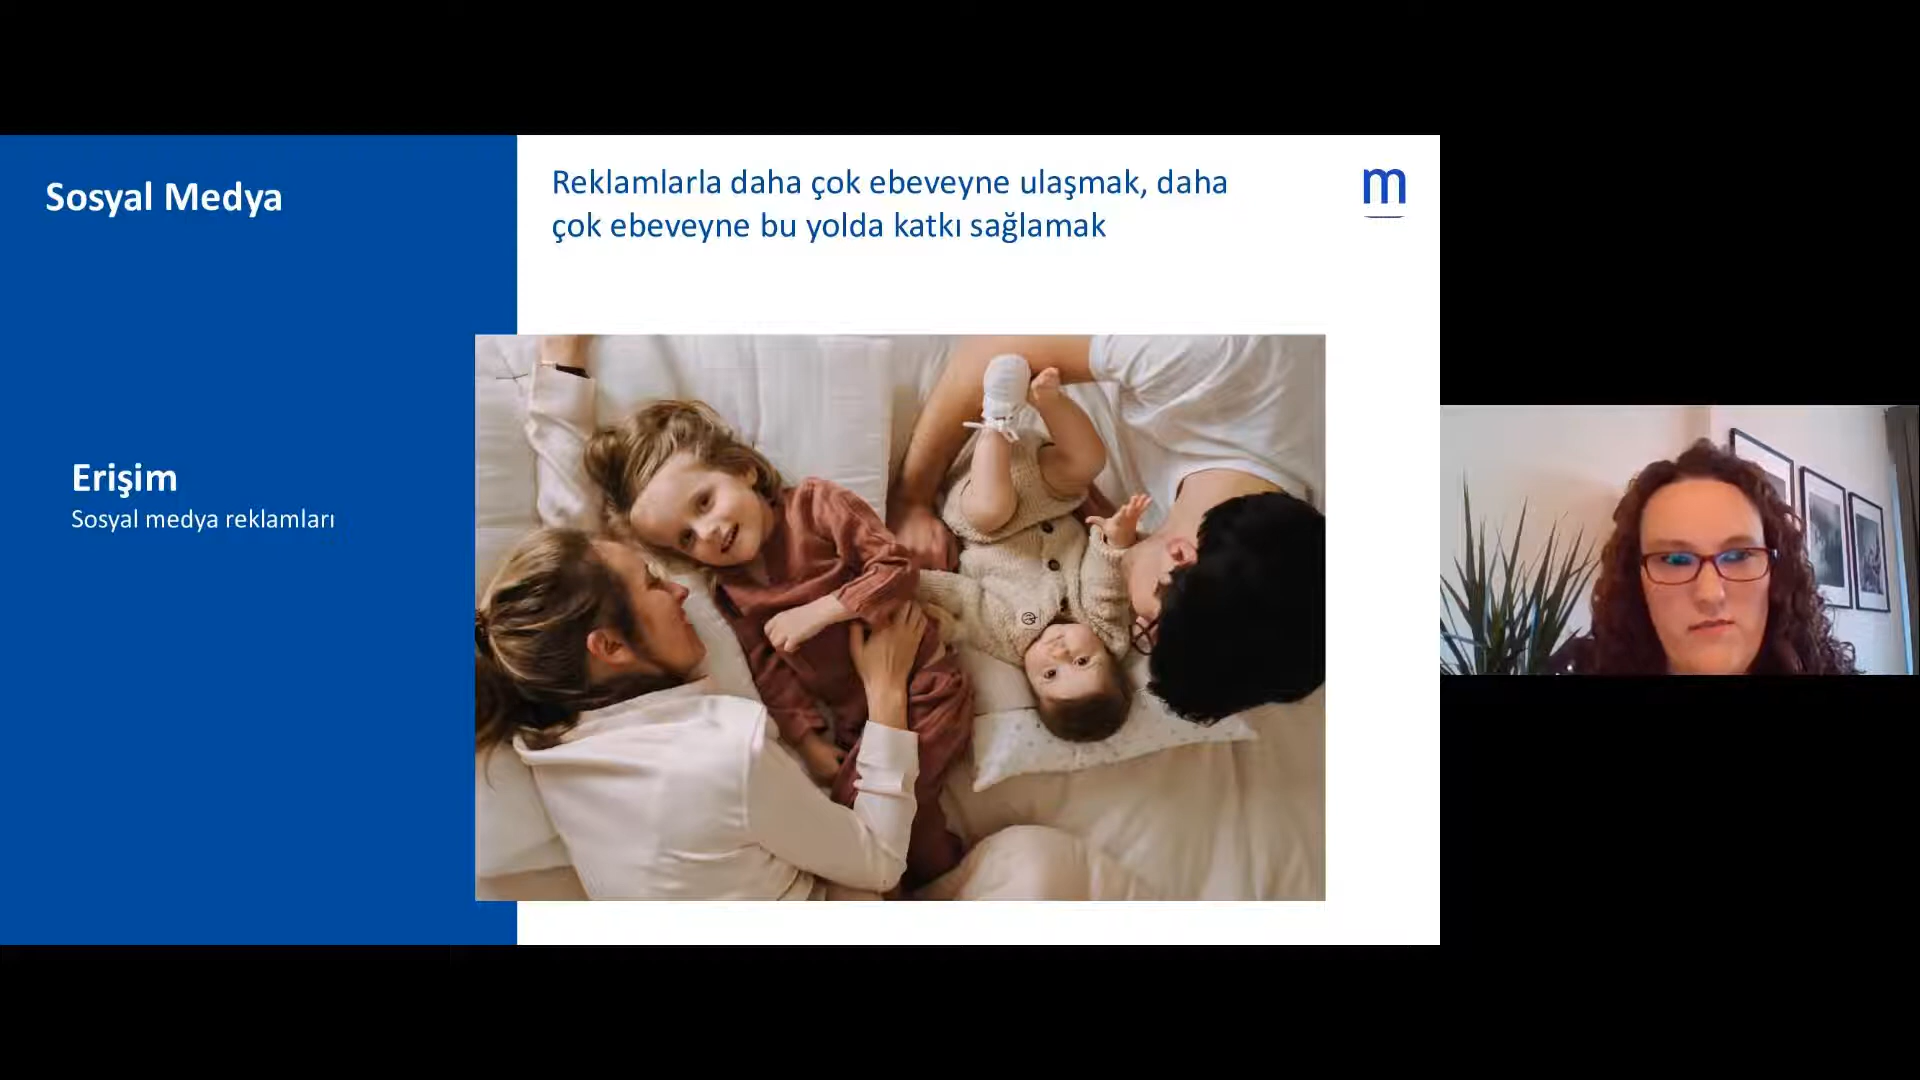 Sosyal Medya
Reklamlarla daha çok ebeveyne ulaşmak, daha
çok ebeveyne bu yolda katkı sağlamak
m
Erişim
Sosyal medya reklamları